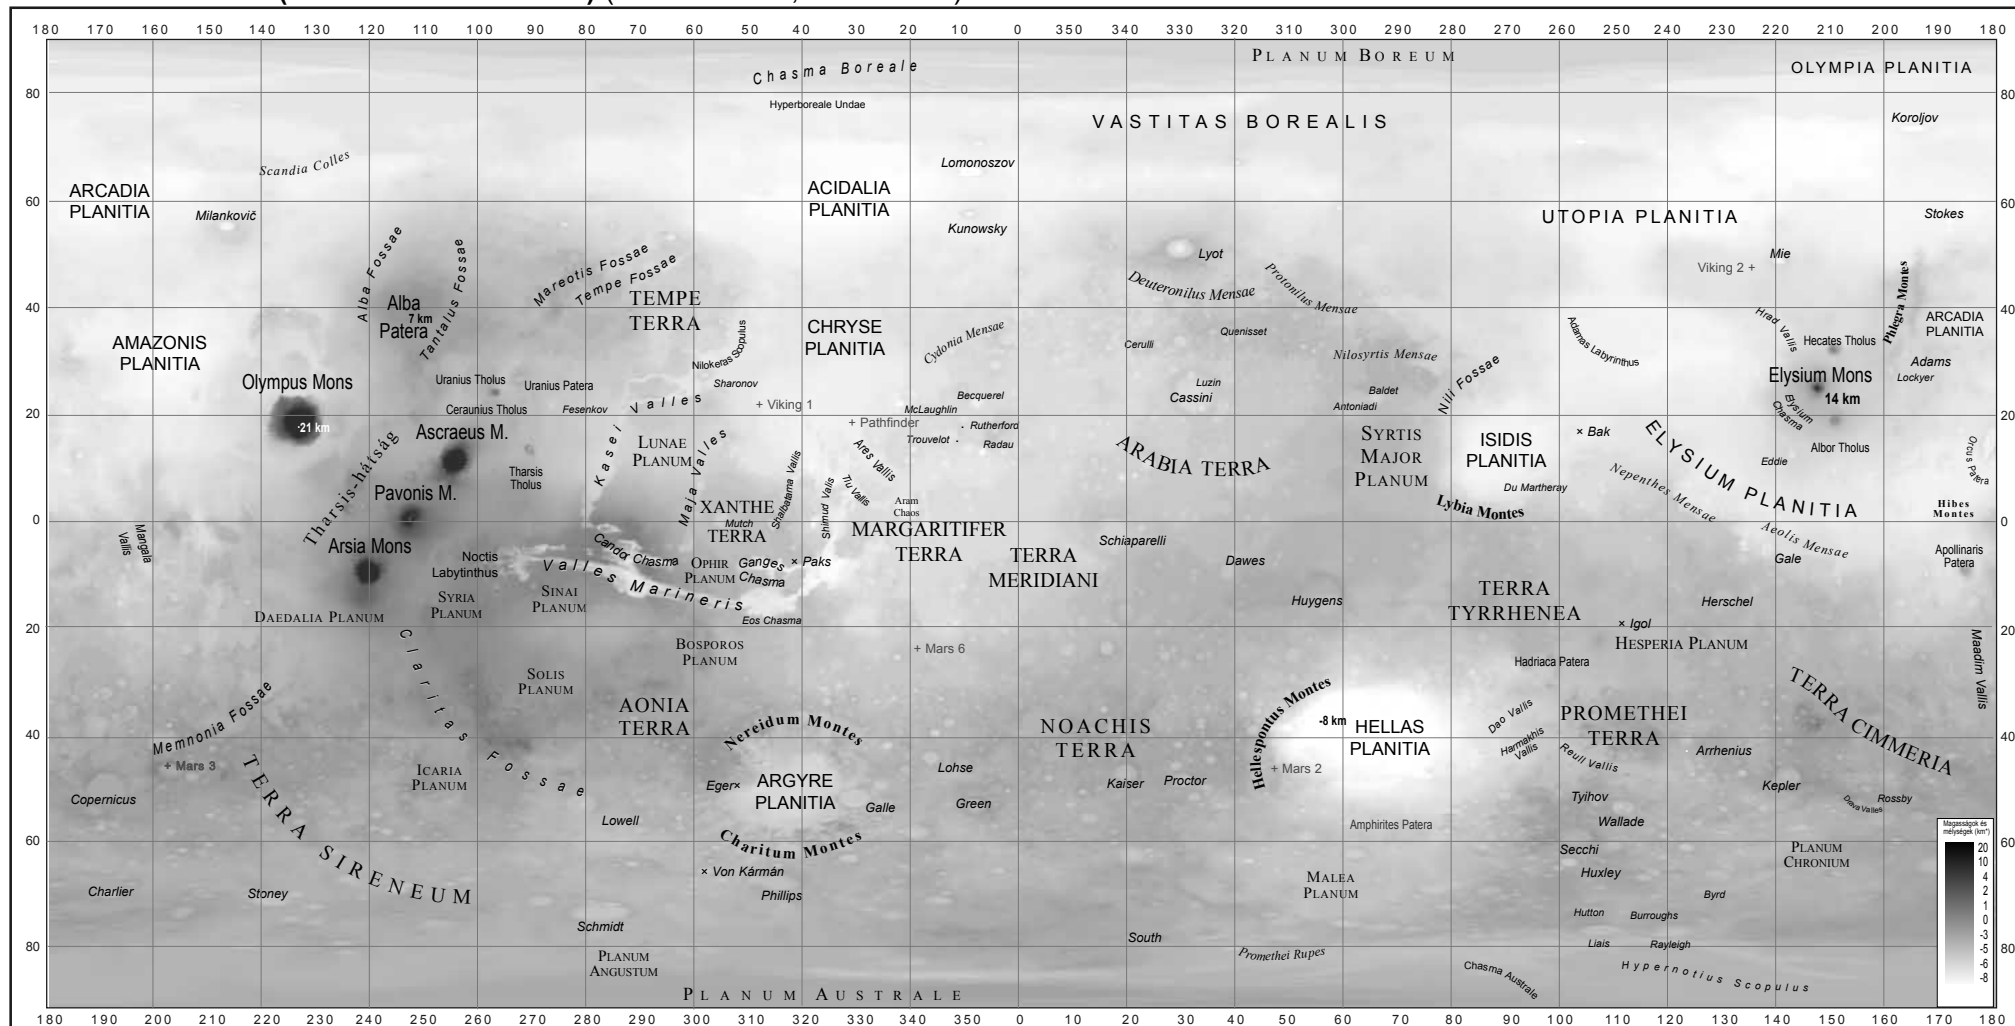 180 170 160 150 140 130 120 110 100 90 80 70 60 50 40 30 20 10 0 350 340 330 320 310 300 290 280 270 260 250 240 230 220 210 200 190 180
PLANUM BOREUM
Chasma Boreale
OLYMPIA PLANITIA
80
80
Hyperboreale Undae
VASTITAS BOREALIS
Koroljov
Scandia Colles
Lomonoszov
ARCADIA
PLANITIA
ACIDALIA
PLANITIA
60
60
Milankovič
Kunowsky
UTOPIA PLANITIA
Stokes
Alba Fossae
Tantalus Fossae
Mareotis Fossae
Tempe Fossae
Lyot
Mie
Viking 2 +
Deuteronilus Mensae
Protonilus Mensae
Phlegra Montes
Alba
7 km
Patera
TEMPE
TERRA
40
40
AMAZONIS
PLANITIA
CHRYSE
PLANITIA
Nilokeras Scopulus
Cydonia Mensae
Cerulli
Quenisset
Nilosyrtis Mensae
Adamas Labyrinthus
Hrad Vallis
Hecates Tholus
ARCADIA
PLANITIA
Adams
Lockyer
Olympus Mons
21 km
Uranius Tholus
Uranius Patera
Ceraunius Tholus
Fesenkov
Sharonov
+ Viking 1
Becquerel
McLaughlin
Luzin
Cassini
Baldet
Antoniadi
Nili Fossae
Elysium Mons
14 km
Elysium
Chasma
20
20
Ascraeus M.
Kasei Valles
LUNAE
PLANUM
Maja Valles
+ Pathfinder
Rutherford
Trouvelot
Radau
Ares Vallis
Tiu Vallis
ARABIA TERRA
SYRTIS
MAJOR
PLANUM
ISIDIS
PLANITIA
× Bak
ELYSIUM PLANITIA
Albor Tholus
Eddie
Orcus Patera
Tharsis-hátság
Tharsis
Tholus
Pavonis M.
XANTHE
Mutch
TERRA
Shalbatama Vallis
Shimud Valis
Aram
Chaos
Du Martheray
Nepenthes Mensae
Lybia Montes
Hibes
Montes
0
0
Mangala
Vallis
Arsia Mons
Noctis
Labytinthus
Candor Chasma
Valles Marineris
OPHIR
PLANUM
Ganges
Chasma
× Paks
MARGARITIFER
TERRA
TERRA
MERIDIANI
Schiaparelli
Dawes
Aeolis Mensae
Gale
Apollinaris
Patera
DAEDALIA PLANUM
SYRIA
PLANUM
SINAI
PLANUM
Eos Chasma
Huygens
TERRA
TYRRHENEA
Herschel
20
20
Claritas Fossae
BOSPOROS
PLANUM
+ Mars 6
× Igol
HESPERIA PLANUM
Hadriaca Patera
Maadim Vallis
SOLIS
PLANUM
AONIA
TERRA
Memnonia Fossae
Nereidum Montes
NOACHIS
TERRA
Hellespontus Montes
-8 km
HELLAS
PLANITIA
Dao Vallis
Harmakhis
Vallis
PROMETHEI
TERRA
Reull Vallis
Arrhenius
TERRA CIMMERIA
40
40
+ Mars 3
TERRA SIRENEUM
ICARIA
PLANUM
Eger×
ARGYRE
PLANITIA
Lohse
Kaiser
Proctor
+ Mars 2
Kepler
Copernicus
Galle
Green
Tyihov
Dzeva Valles
Rossby
Lowell
Amphirites Patera
Wallade
Charitum Montes
60
60
Secchi
PLANUM
CHRONIUM
Charlier
Stoney
× Von Kármán
Phillips
MALEA
PLANUM
Huxley
Byrd
Schmidt
Hutton
Burroughs
South
Liais
Rayleigh
80
80
PLANUM
ANGUSTUM
Promethei Rupes
Chasma Australe
Hypernotius Scopulus
PLANUM AUSTRALE
Magasságok és
mélységek (km*)
20
10
4
2
1
0
-3
-5
-6
-8
180 190 200 210 220 230 240 250 260 270 280 290 300 310 320 330 340 350 0 10 20 30 40 50 60 70 80 90 100 110 120 130 140 150 160 170 180